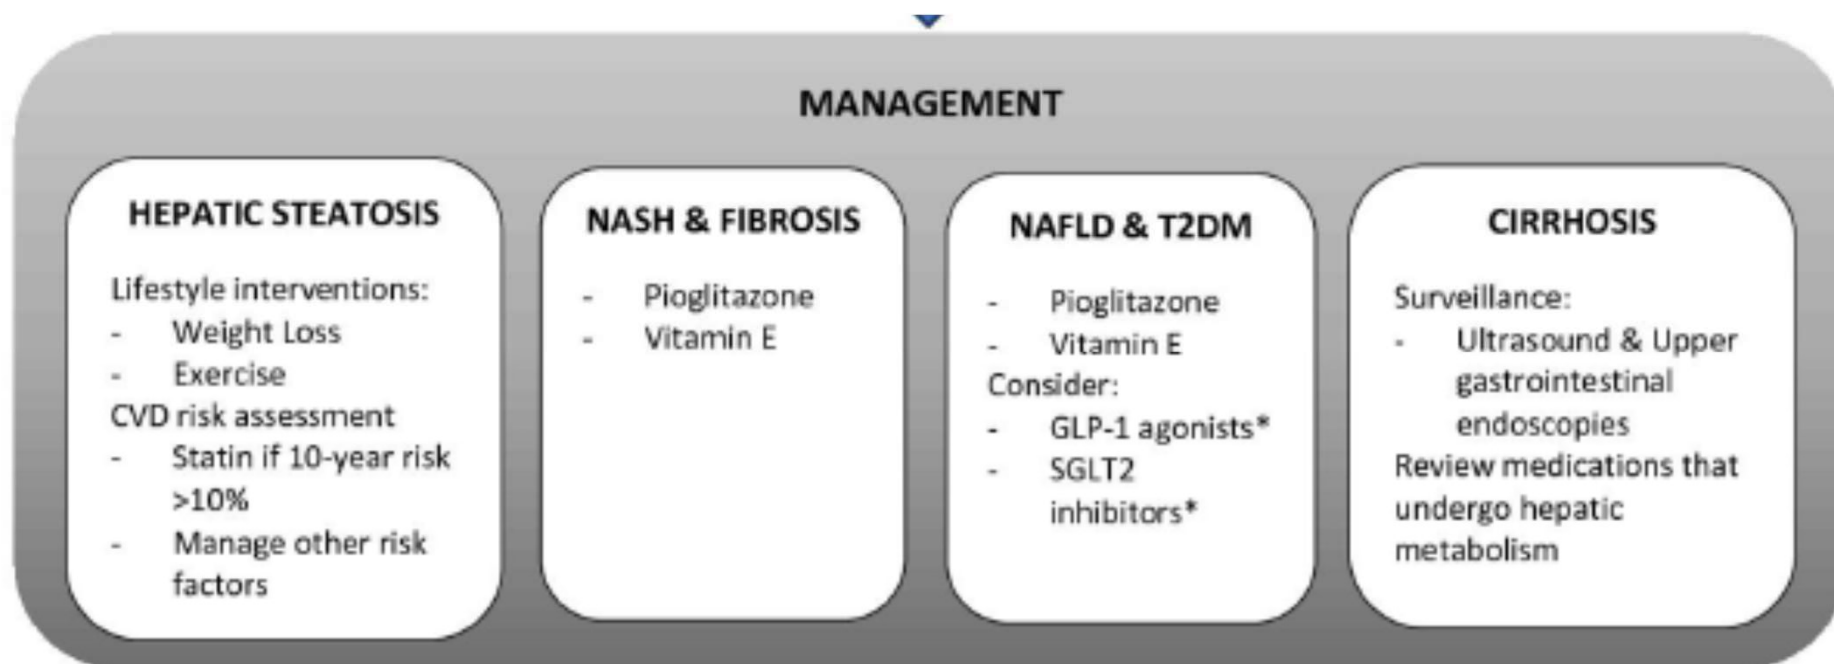 MANAGEMENT
HEPATIC STEATOSIS
Lifestyle interventions:
- Weight Loss
- Exercise
CVD risk assessment
- Statin if 10-year risk
>10%
- Manage other risk
factors
NASH & FIBROSIS
- Pioglitazone
- Vitamin E
NAFLD & T2DM
- Pioglitazone
- Vitamin E
Consider:
- GLP-1 agonists*
- SGLT2
inhibitors*
CIRRHOSIS
Surveillance:
- Ultrasound & Upper
gastrointestinal
endoscopies
Review medications that
undergo hepatic
metabolism